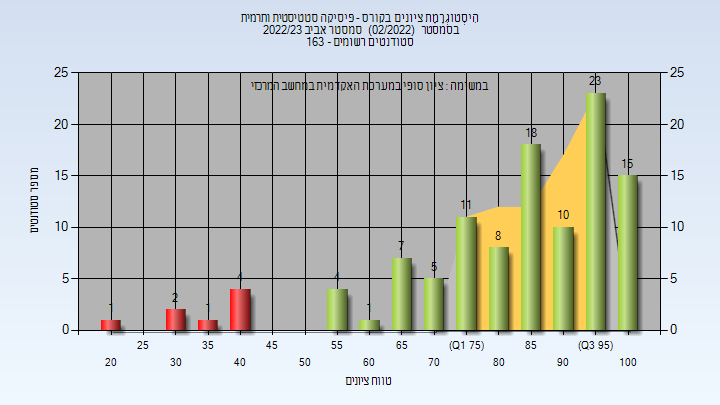 היסטוגרמת ציונים בקורס - פיסיקה סטטיסטית ותרמית
בסמסטר (02/2022) סמסטר אביב 2022/23
סטודנטים רשומים - 163
במשימה : ציון סופי במערכת האקדמית במחשב המרכזי
מספר סטודנטים
25 25
20 20
15 15
10 10
5 5
0 0
1 2 1 4 4 1 7 5 11 8 18 10 23 15
25 35 45 55 65 (Q1 75) 85 (Q3 95)
20 30 40 50 60 70 80 90 100
טווח ציונים